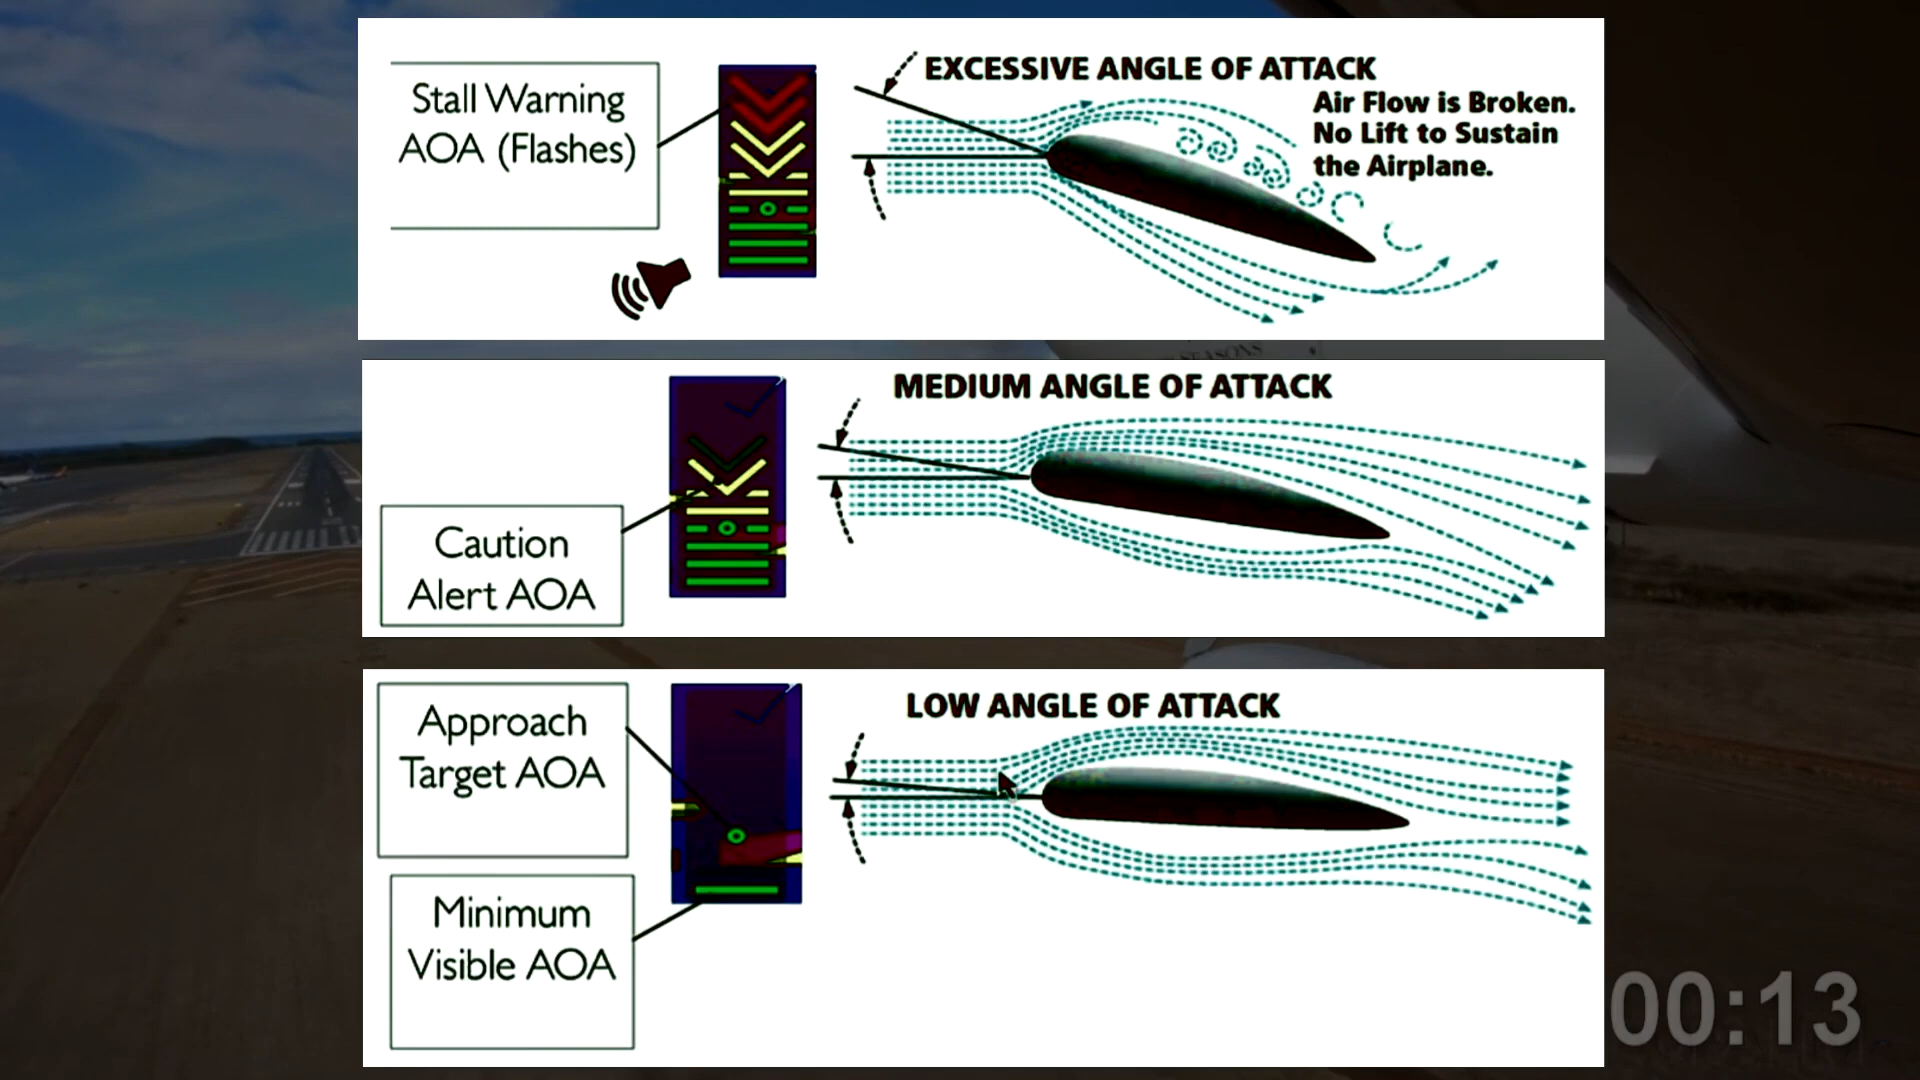 Stall Warning
AOA (Flashes)
EXCESSIVE ANGLE OF ATTACK
Air Flow is Broken.
No Lift to Sustain
the Airplane.
SEASONS
MEDIUM ANGLE OF ATTACK
Caution
Alert AOA
Approach
Target AOA
LOW ANGLE OF ATTACK
Minimum
Visible AOA
00:13